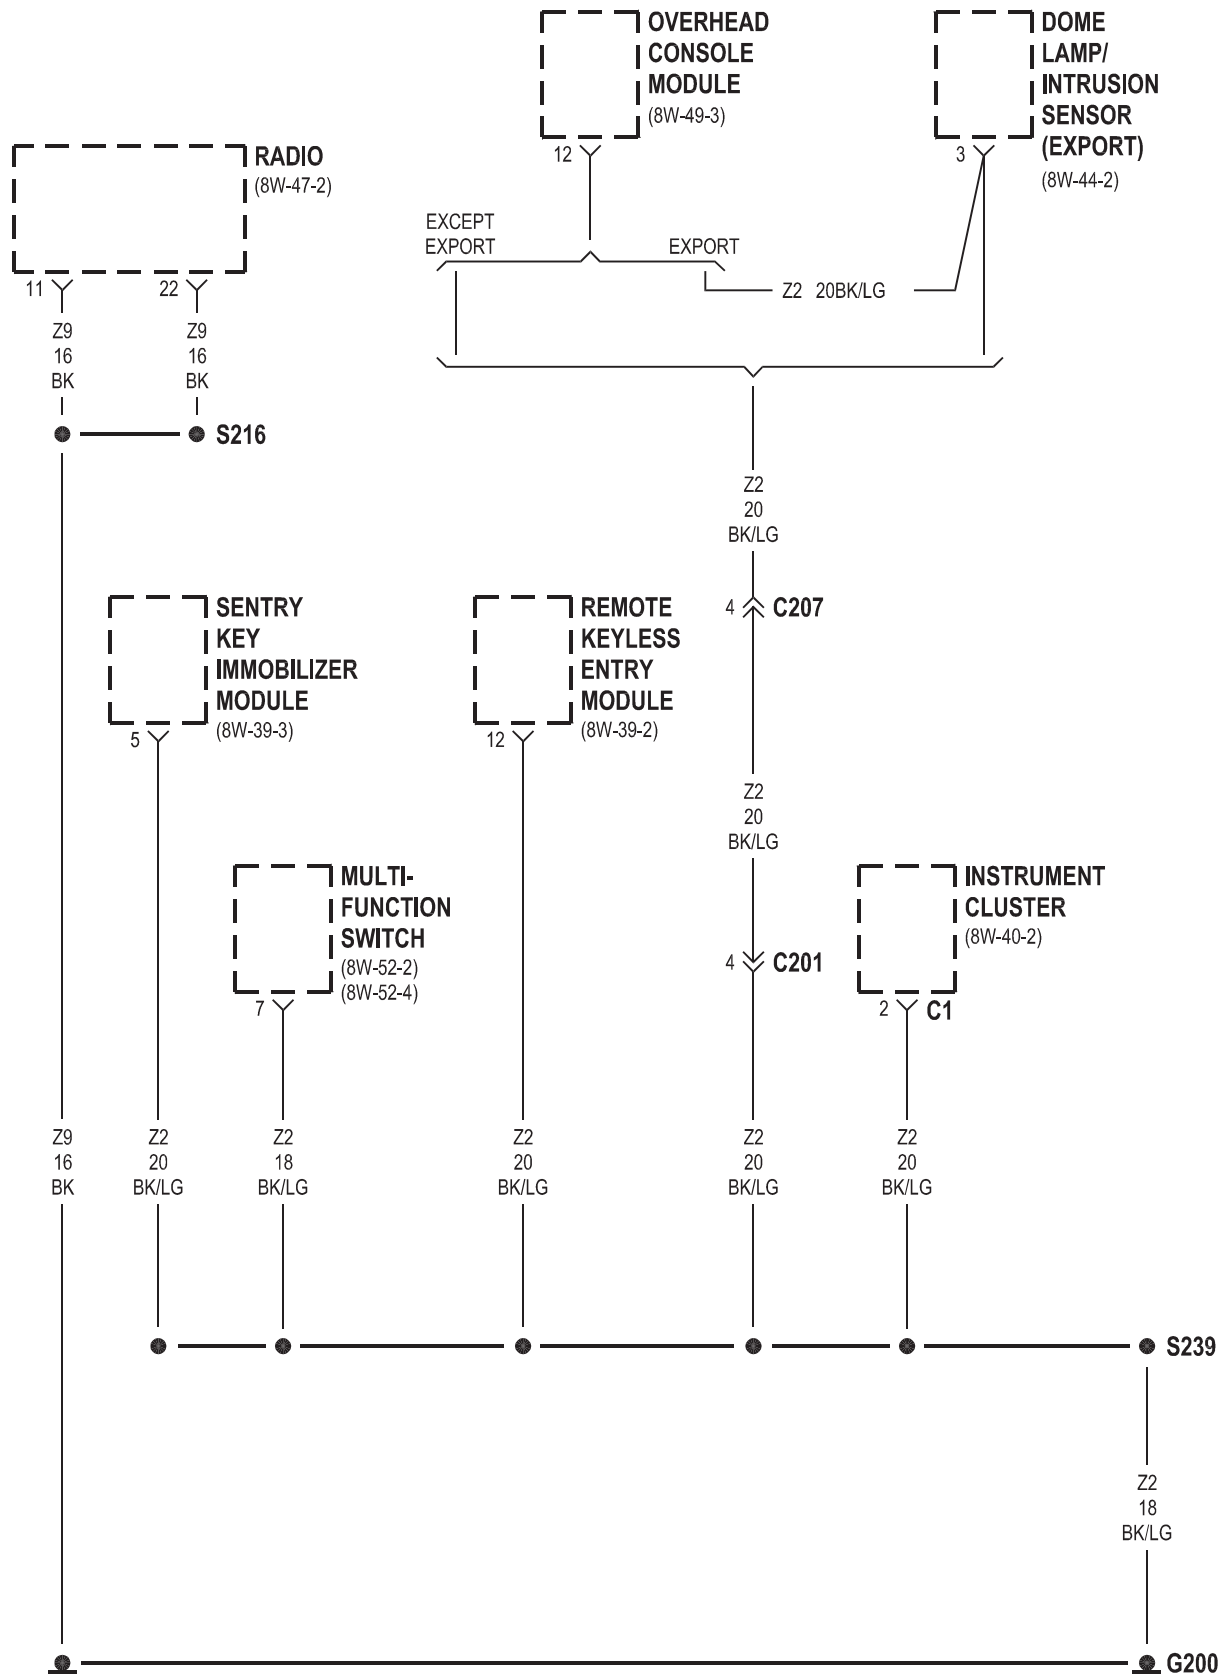 OVERHEAD
CONSOLE
MODULE
(8W-49-3)
12
DOME
LAMP/
INTRUSION
SENSOR
(EXPORT)
(8W-44-2)
3
RADIO
(8W-47-2)
11
22
EXCEPT
EXPORT
EXPORT
Z2 20BK/LG
Z9
16
BK
Z9
16
BK
S216
Z2
20
BK/LG
4
C207
SENTRY
KEY
IMMOBILIZER
MODULE
(8W-39-3)
5
REMOTE
KEYLESS
ENTRY
MODULE
(8W-39-2)
12
Z2
20
BK/LG
MULTI-
FUNCTION
SWITCH
(8W-52-2)
(8W-52-4)
7
4
C201
INSTRUMENT
CLUSTER
(8W-40-2)
2
C1
Z9
16
BK
Z2
20
BK/LG
Z2
18
BK/LG
Z2
20
BK/LG
Z2
20
BK/LG
Z2
20
BK/LG
S239
Z2
18
BK/LG
G200